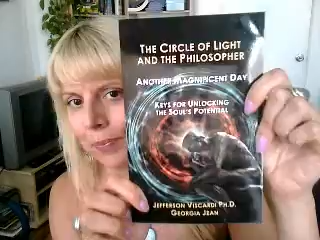 THE CIRCLE OF LIGHT
AND THE PHILOSOPHER
ANOTHER MAGNIFICENT DAY
KEYS FOR UNLOCKING
THE SOUL'S POTENTIAL
JEFFERSON VISCARDI PH.D.
GEORGIA JEAN